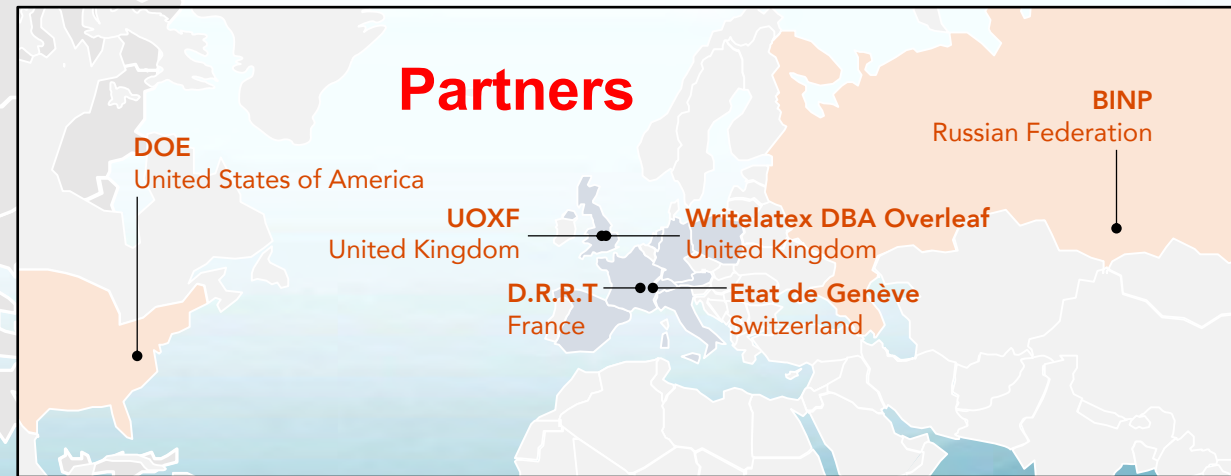 Partners
DOE
United States of America
BINP
Russian Federation
UOXF
United Kingdom
Writelatex DBA Overleaf
United Kingdom
D.R.R.T
France
Etat de Genève
Switzerland